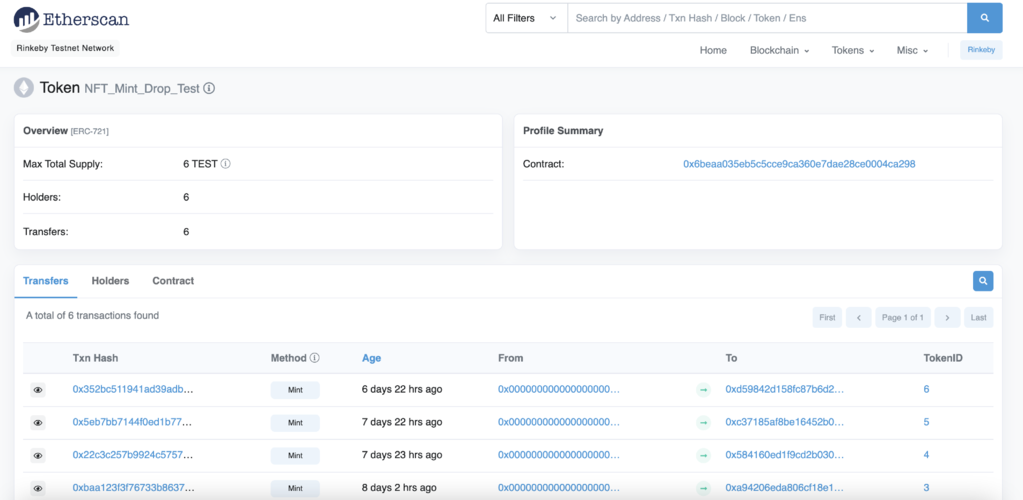 Etherscan
All Filters
Search by Address / Txn Hash / Block / Token / Ens
Rinkeby Testnet Network
Home Blockchain Tokens Misc Rinkeby
Token NFT_Mint_Drop_Test
Overview [ERC-721]
Max Total Supply: 6 TEST
Holders: 6
Transfers: 6
Profile Summary
Contract: 0x6beaa035eb5c5cce9ca360e7dae28ce0004ca298
Transfers Holders Contract
A total of 6 transactions found
First Page 1 of 1 Last
Txn Hash Method Age From To TokenID
0x352bc511941ad39adb... Mint 6 days 22 hrs ago 0x000000000000000000... 0xd59842d158fc87b6d2... 6
0x5eb7bb7144f0ed1b77... Mint 7 days 22 hrs ago 0x000000000000000000... 0xc37185af8be16452b0... 5
0x22c3c257b9924c5757... Mint 7 days 23 hrs ago 0x000000000000000000... 0x584160ed1f9cd2b030... 4
0xbaa123f3f76733b8637... Mint 8 days 2 hrs ago 0x000000000000000000... 0xa94206eda806cf18e1... 3